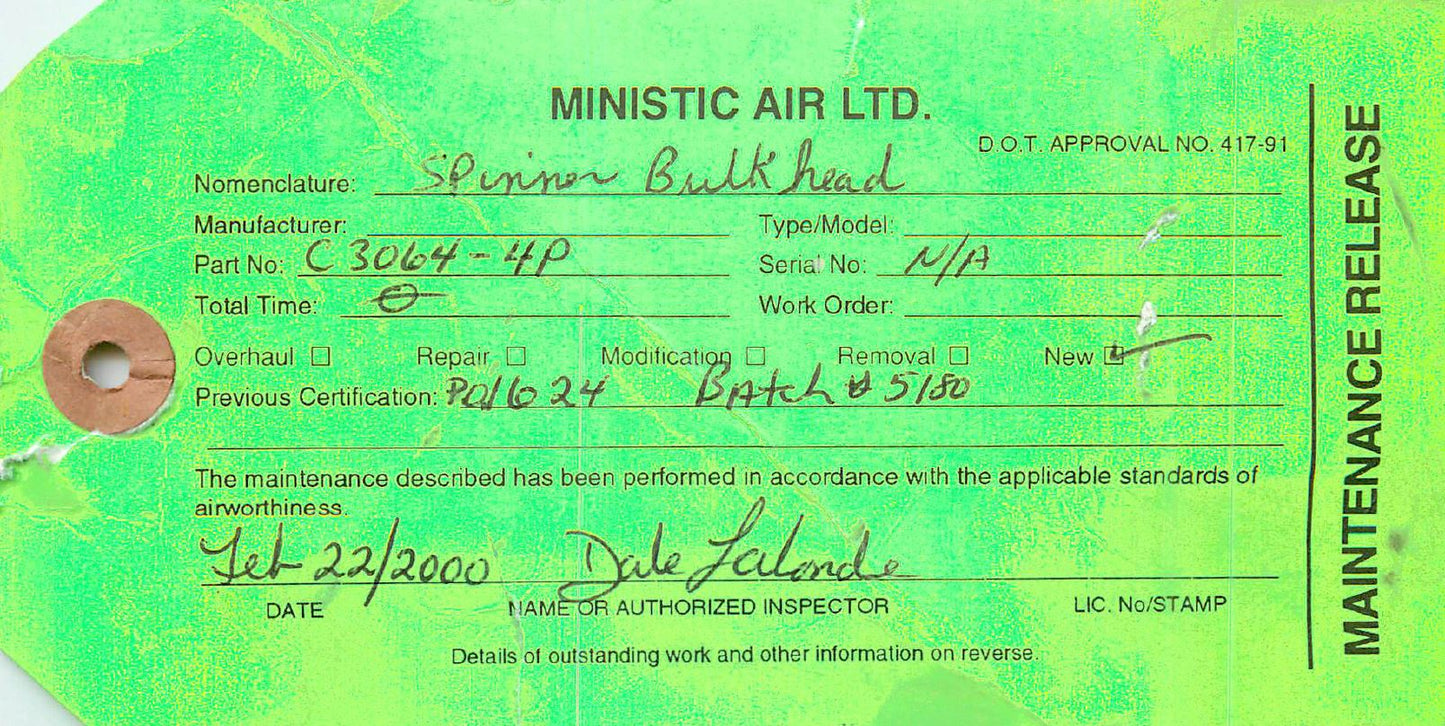 MINISTIC AIR LTD.
D.O.T. APPROVAL NO. 417-91
Nomenclature: Spinner Bulkhead
Manufacturer: Type/Model:
Part No: C3064-4P Serial No: N/A
Total Time: 0 Work Order:
Overhaul ☐ Repair ☐ Modification ☐ Removal ☐ New ☑
Previous Certification: PO1624 Batch # 5180
The maintenance described has been performed in accordance with the applicable standards of
airworthiness.
Feb 22/2000 Dale Lalonde
DATE NAME OR AUTHORIZED INSPECTOR LIC. No/STAMP
Details of outstanding work and other information on reverse.
MAINTENANCE RELEASE